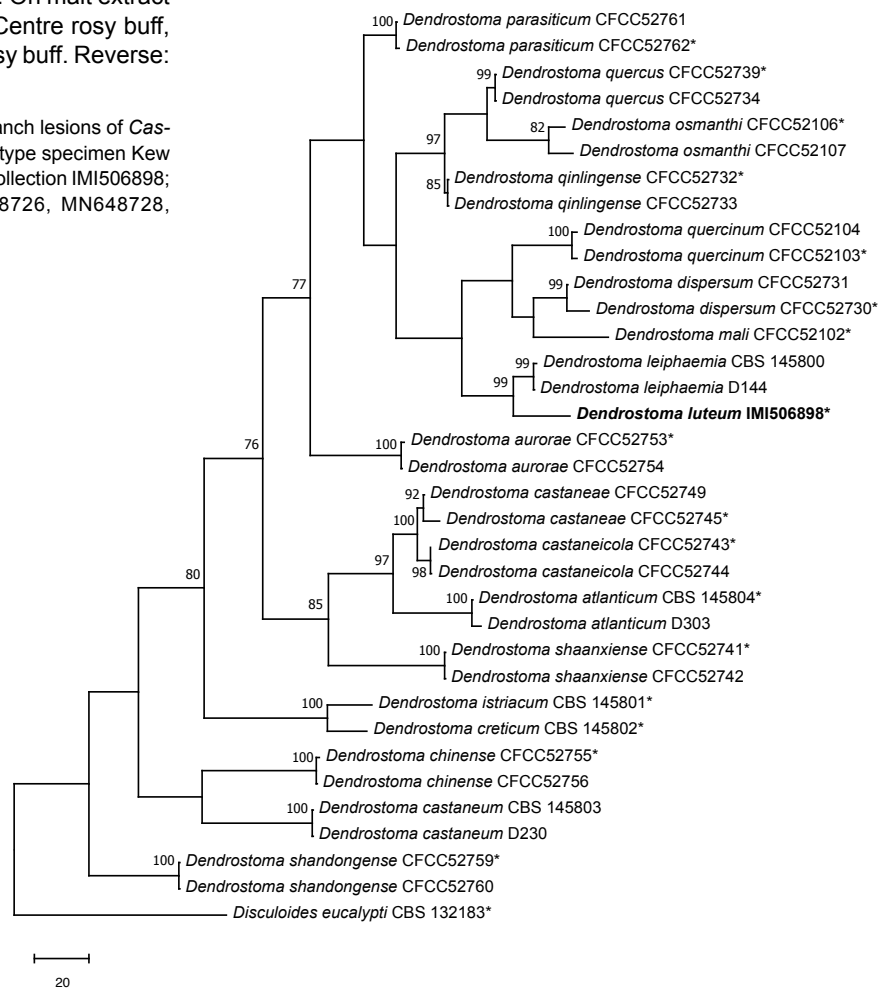 On malt extract
Centre rosy buff,
sy buff. Reverse:
anch lesions of Cas-
type specimen Kew
ollection IMI506898;
8726, MN648728,
100 Dendrostoma parasiticum CFCC52761
Dendrostoma parasiticum CFCC52762*
99 Dendrostoma quercus CFCC52739*
Dendrostoma quercus CFCC52734
82 Dendrostoma osmanthi CFCC52106*
97 Dendrostoma osmanthi CFCC52107
85 Dendrostoma qinlingense CFCC52732*
Dendrostoma qinlingense CFCC52733
100 Dendrostoma quercinum CFCC52104
Dendrostoma quercinum CFCC52103*
77 99 Dendrostoma dispersum CFCC52731
Dendrostoma dispersum CFCC52730*
Dendrostoma mali CFCC52102*
99 Dendrostoma leiphaemia CBS 145800
99 Dendrostoma leiphaemia D144
Dendrostoma luteum IMI506898*
76 100 Dendrostoma aurorae CFCC52753*
Dendrostoma aurorae CFCC52754
92 Dendrostoma castaneae CFCC52749
100 Dendrostoma castaneae CFCC52745*
97 Dendrostoma castaneicola CFCC52743*
80 98 Dendrostoma castaneicola CFCC52744
85 100 Dendrostoma atlanticum CBS 145804*
Dendrostoma atlanticum D303
100 Dendrostoma shaanxiense CFCC52741*
Dendrostoma shaanxiense CFCC52742
100 Dendrostoma istriacum CBS 145801*
Dendrostoma creticum CBS 145802*
100 Dendrostoma chinense CFCC52755*
Dendrostoma chinense CFCC52756
100 Dendrostoma castaneum CBS 145803
Dendrostoma castaneum D230
100 Dendrostoma shandongense CFCC52759*
Dendrostoma shandongense CFCC52760
Disculoides eucalypti CBS 132183*
20